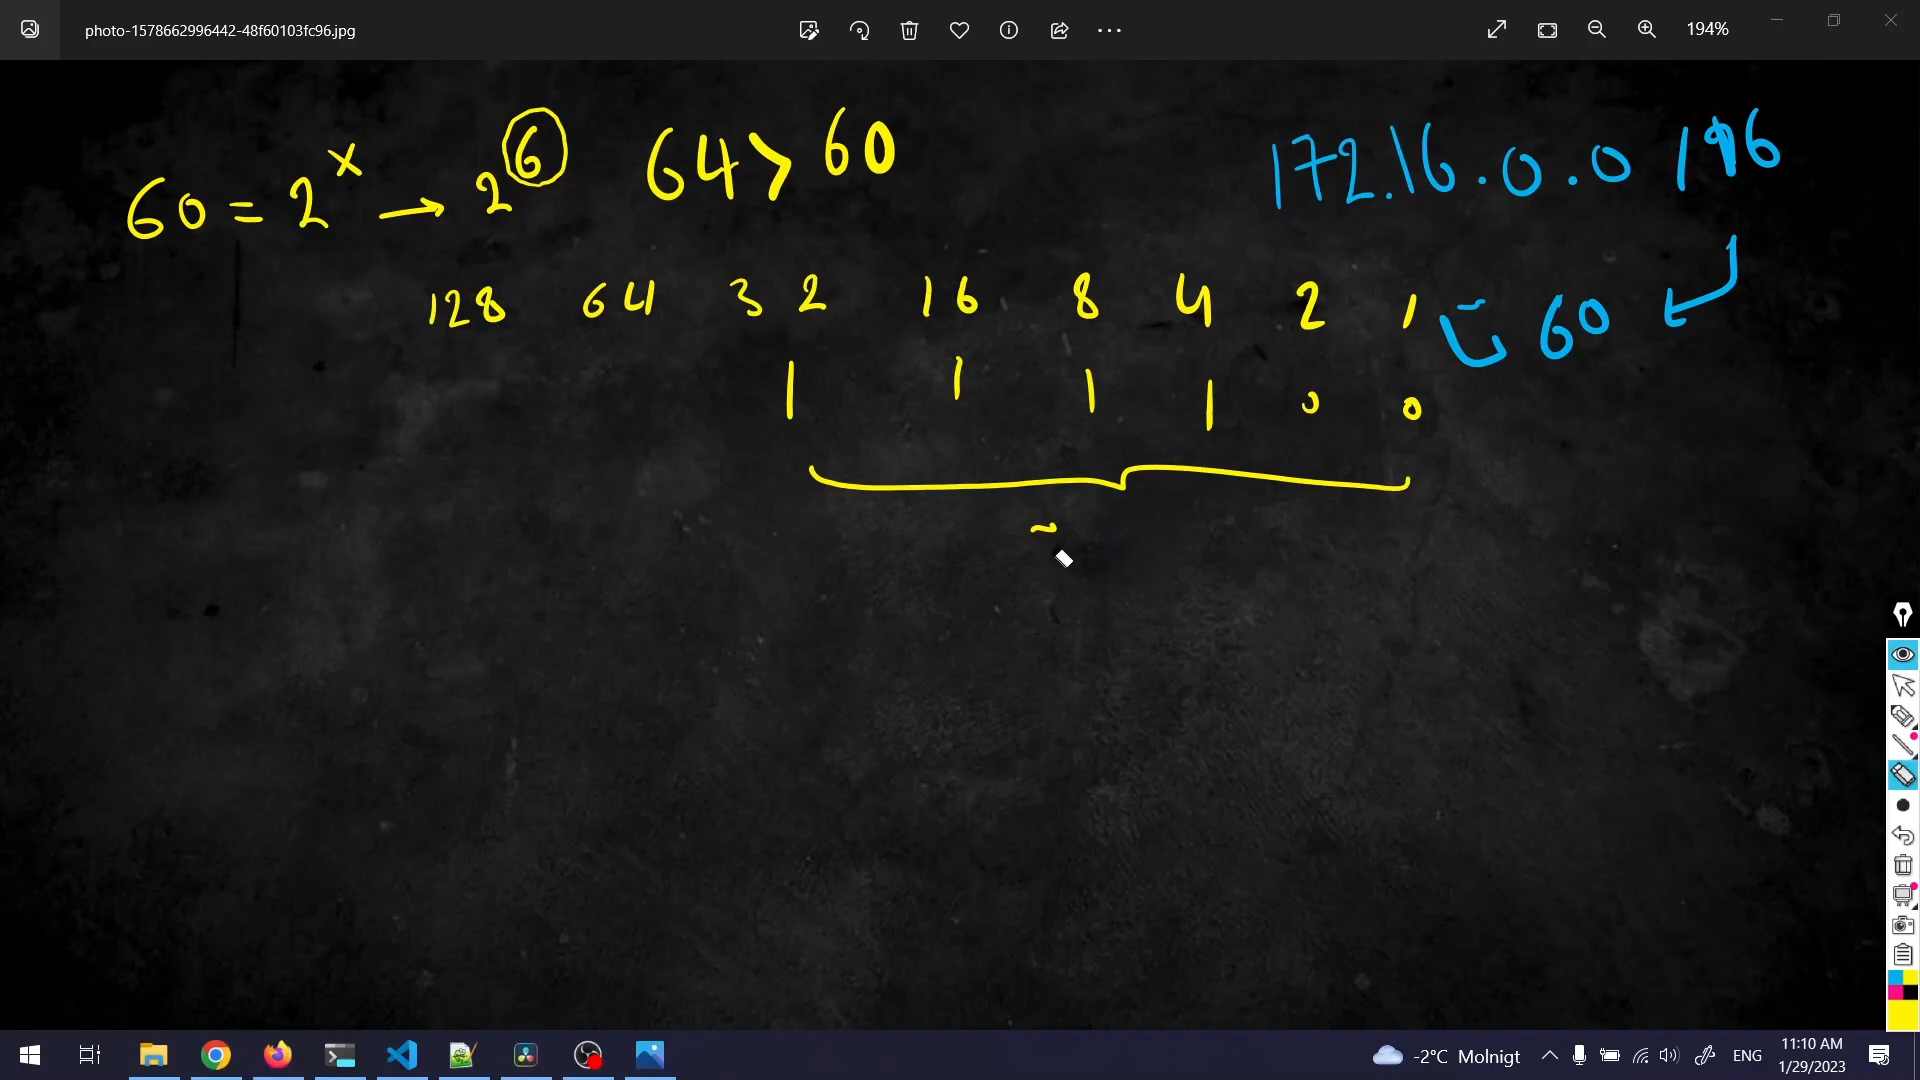 photo-1578662996442-48f60103fc96.jpg
194%
60 = 2^x → 2^6 64 > 60
172.16.0.0 196
128 64 32 16 8 4 2 1
60
1 1 1 1 0 0
~
-2°C Molnigt
ENG
11:10 AM
1/29/2023